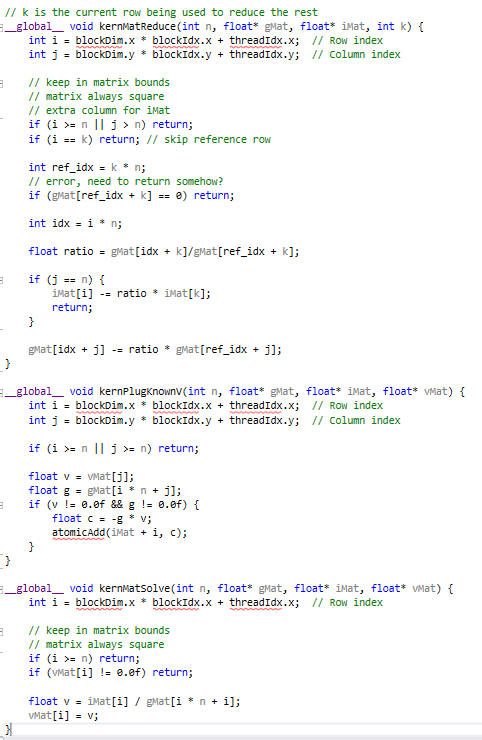 // k is the current row being used to reduce the rest
__global__ void kernMatReduce(int n, float* gMat, float* iMat, int k) {
    int i = blockDim.x * blockIdx.x + threadIdx.x;  // Row index
    int j = blockDim.y * blockIdx.y + threadIdx.y;  // Column index

    // keep in matrix bounds
    // matrix always square
    // extra column for iMat
    if (i >= n || j > n) return;
    if (i == k) return; // skip reference row

    int ref_idx = k * n;
    // error, need to return somehow?
    if (gMat[ref_idx + k] == 0) return;

    int idx = i * n;

    float ratio = gMat[idx + k]/gMat[ref_idx + k];

    if (j == n) {
        iMat[i] -= ratio * iMat[k];
        return;
    }

    gMat[idx + j] -= ratio * gMat[ref_idx + j];
}

__global__ void kernPlugKnownV(int n, float* gMat, float* iMat, float* vMat) {
    int i = blockDim.x * blockIdx.x + threadIdx.x;  // Row index
    int j = blockDim.y * blockIdx.y + threadIdx.y;  // Column index

    if (i >= n || j >= n) return;

    float v = vMat[j];
    float g = gMat[i * n + j];
    if (v != 0.0f && g != 0.0f) {
        float c = -g * v;
        atomicAdd(iMat + i, c);
    }
}

__global__ void kernMatSolve(int n, float* gMat, float* iMat, float* vMat) {
    int i = blockDim.x * blockIdx.x + threadIdx.x;  // Row index

    // keep in matrix bounds
    // matrix always square
    if (i >= n) return;
    if (vMat[i] != 0.0f) return;

    float v = iMat[i] / gMat[i * n + i];
    vMat[i] = v;
}